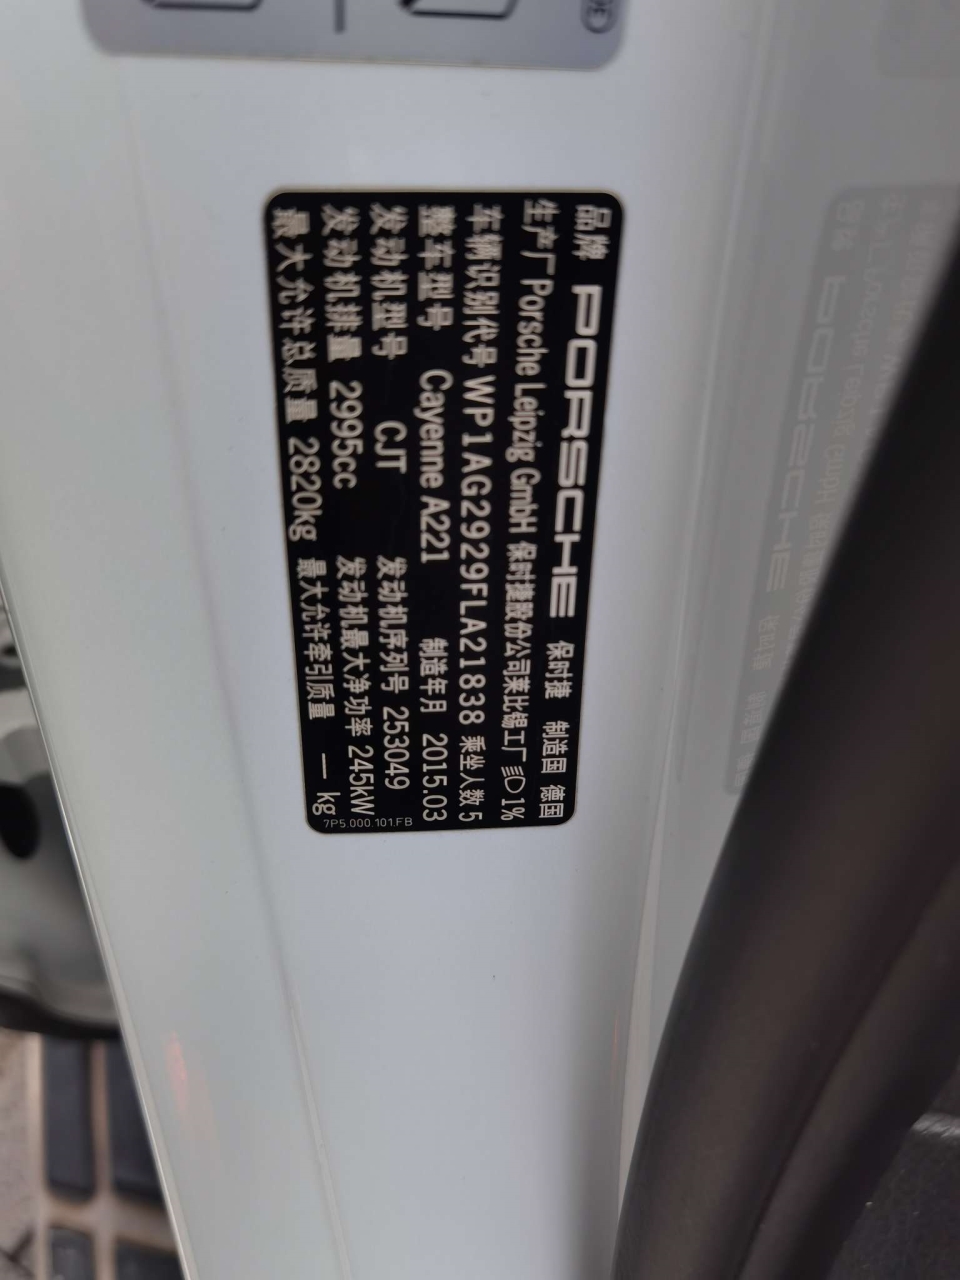 品牌 PORSCHE 保时捷 制造国 德国
生产厂 Porsche Leipzig GmbH 保时捷股份公司莱比锡工厂 1%
车辆识别代号 WP1AG2929FLA21838 乘坐人数 5
整车型号 Cayenne A221 制造年月 2015.03
发动机型号 CJT 发动机序列号 253049
发动机排量 2995cc 发动机最大净功率 245kW
最大允许总质量 2820kg 最大允许牵引质量 — kg
7P5.000.101.FB